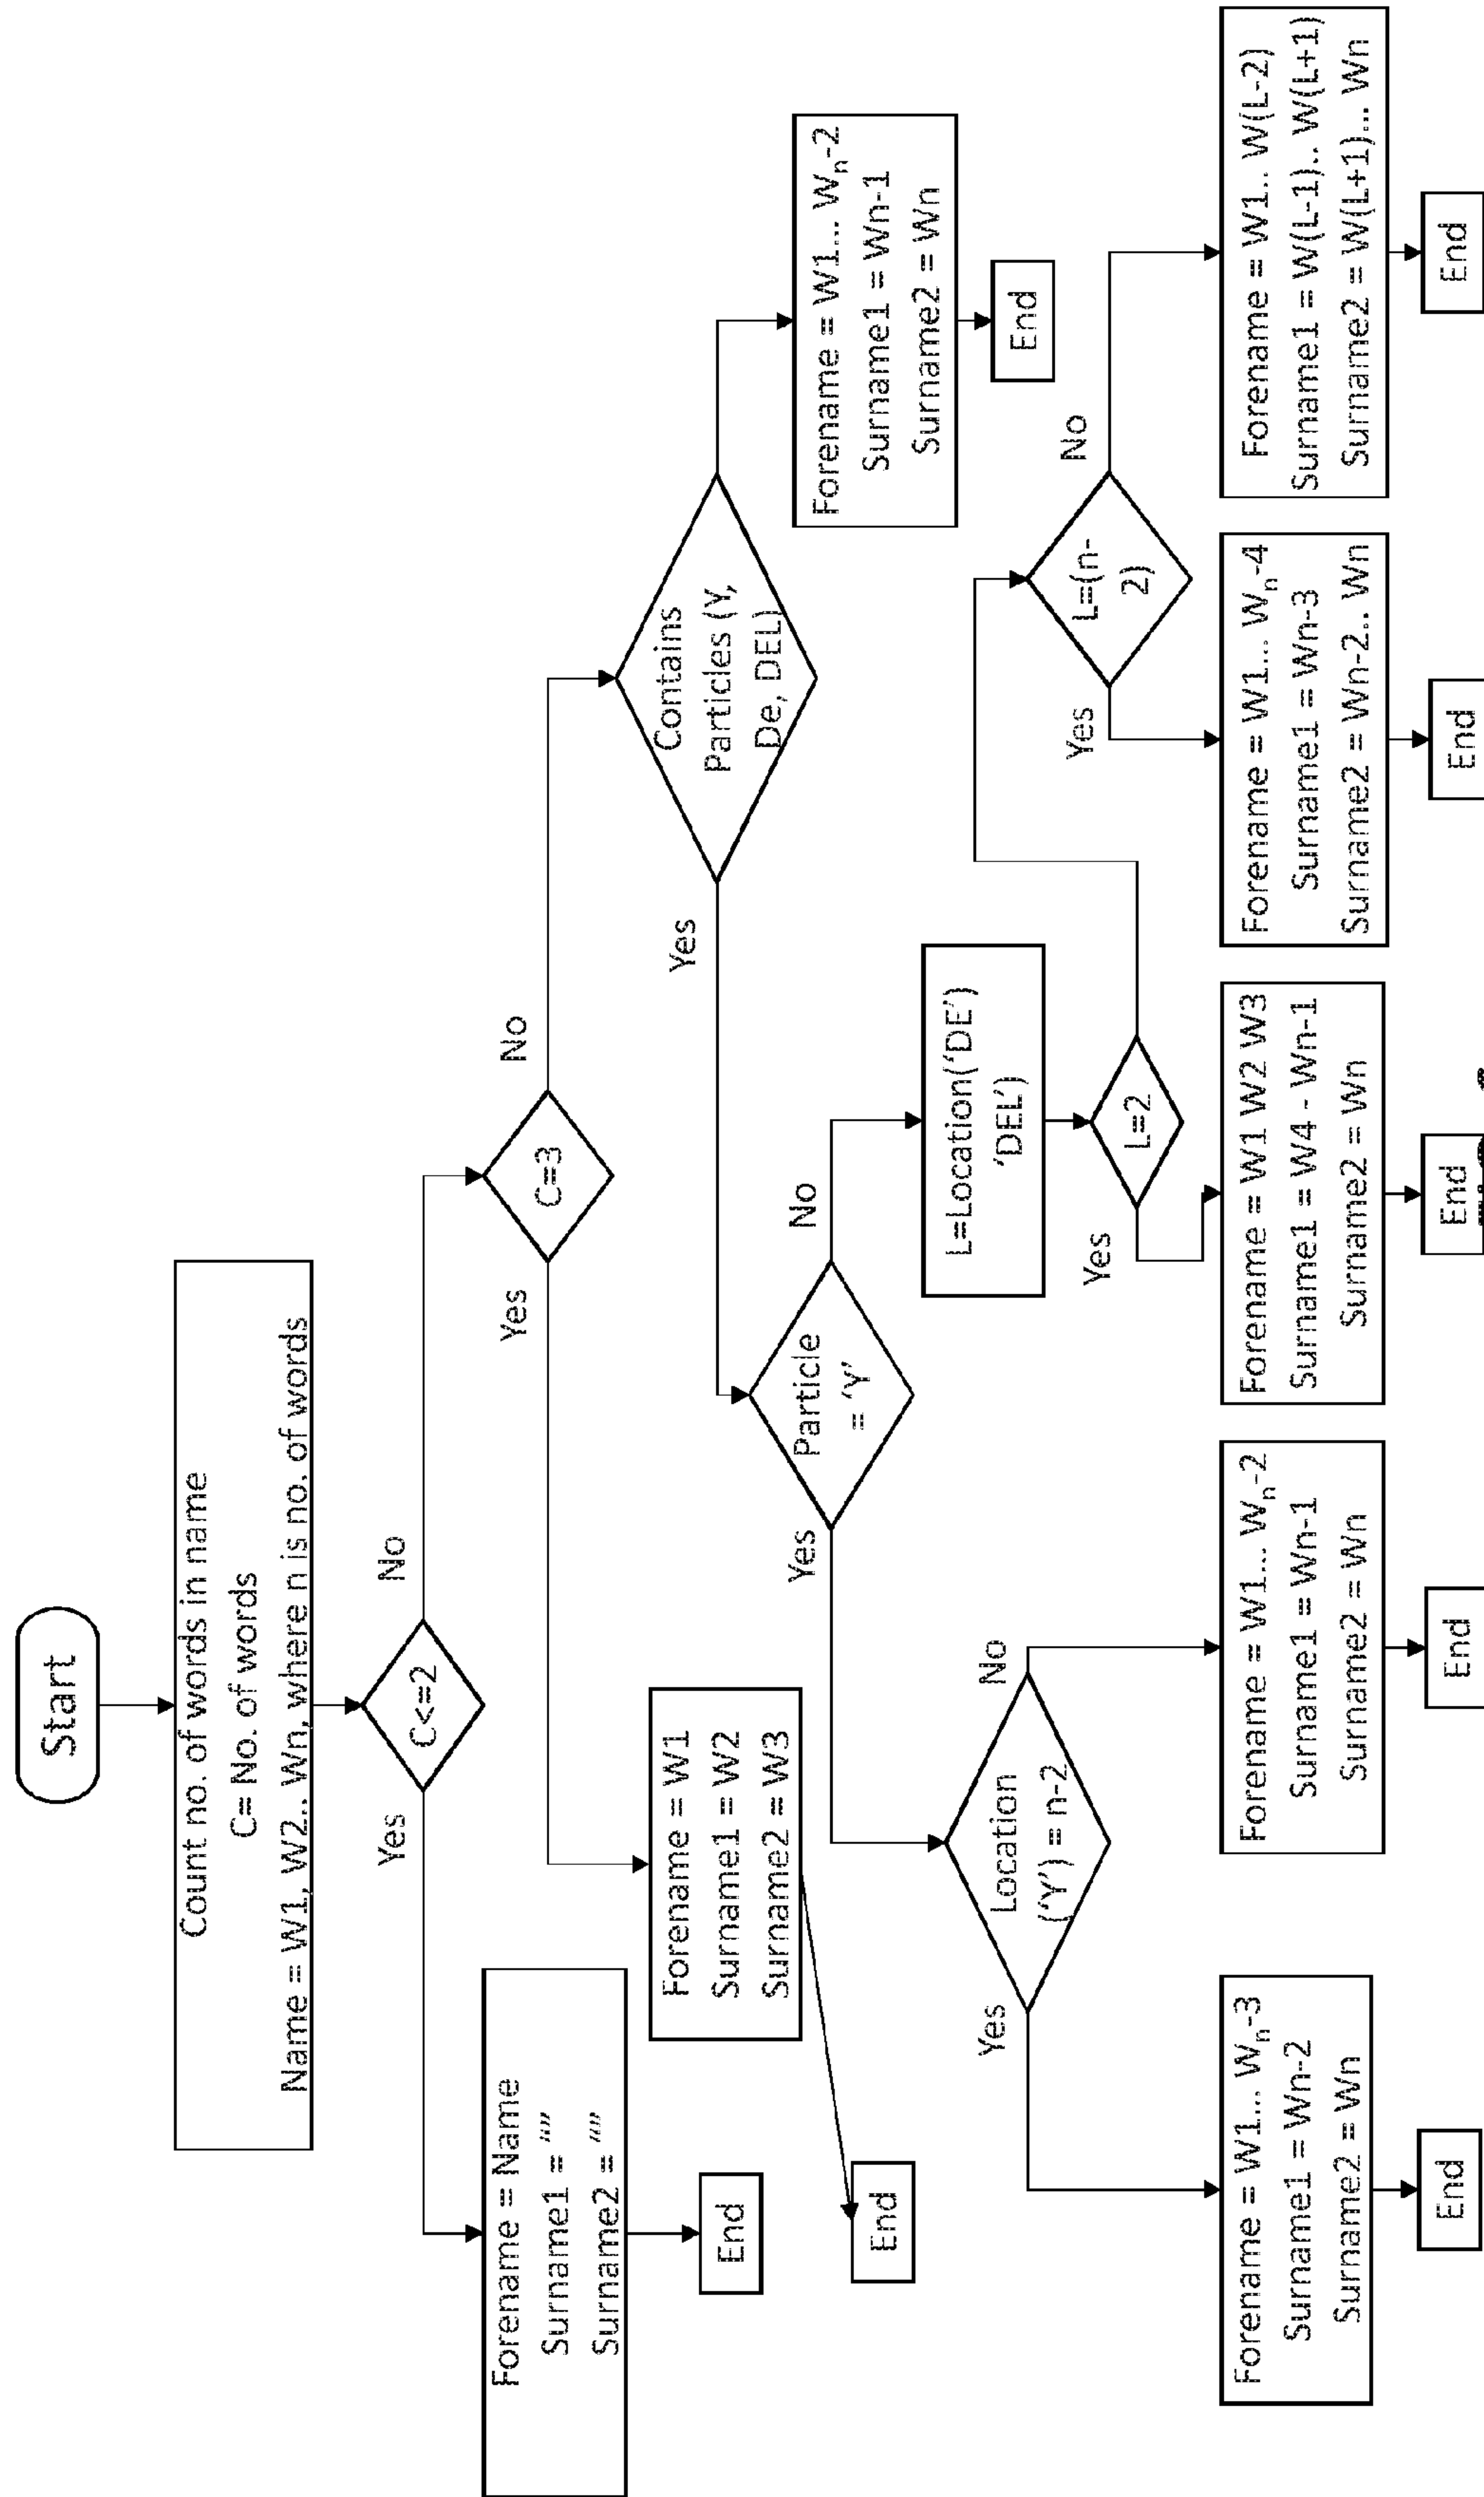 Start
Count no. of words in name
C= No. of words
Name = W1, W2.. Wn, where n is no. of words
C<=2
Yes
No
Forename = Name
Surname1 = ""
Surname2 = ""
End
C=3
Yes
No
Forename = W1
Surname1 = W2
Surname2 = W3
End
Contains
Particles (Y,
De, DEL)
Yes
Forename = W1... Wn-2
Surname1 = Wn-1
Surname2 = Wn
End
Particle
= 'Y'
Yes
No
Location
('Y') = n-2
Yes
No
L=Location('DE')
'DEL')
L=2
Yes
L=(n-
2)
Yes
No
Forename = W1... Wn-3
Surname1 = Wn-2
Surname2 = Wn
End
Forename = W1... Wn-2
Surname1 = Wn-1
Surname2 = Wn
End
Forename = W1 W2 W3
Surname1 = W4 - Wn-1
Surname2 = Wn
End
Forename = W1... Wn-4
Surname1 = Wn-3
Surname2 = Wn-2.. Wn
End
Forename = W1.. W(L-2)
Surname1 = W(L-1).. W(L+1)
Surname2 = W(L+1)... Wn
End